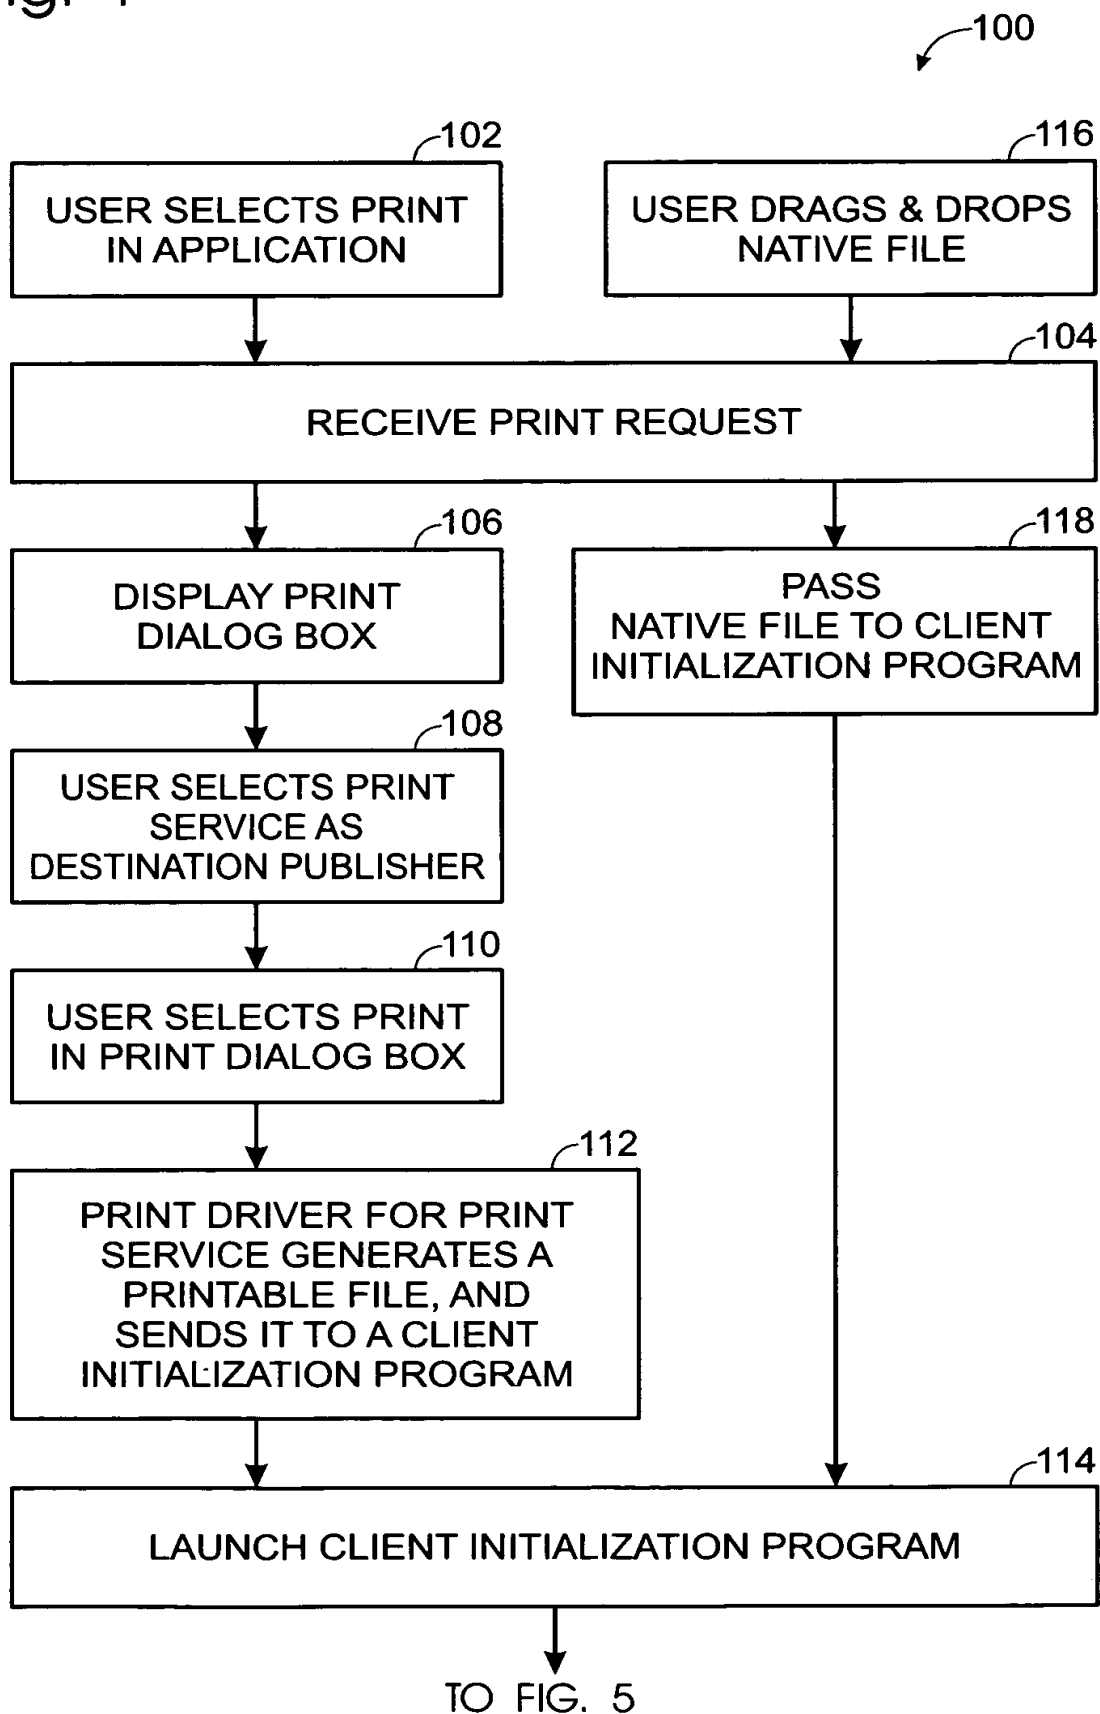 100
102
USER SELECTS PRINT
IN APPLICATION
116
USER DRAGS & DROPS
NATIVE FILE
104
RECEIVE PRINT REQUEST
106
DISPLAY PRINT
DIALOG BOX
118
PASS
NATIVE FILE TO CLIENT
INITIALIZATION PROGRAM
108
USER SELECTS PRINT
SERVICE AS
DESTINATION PUBLISHER
110
USER SELECTS PRINT
IN PRINT DIALOG BOX
112
PRINT DRIVER FOR PRINT
SERVICE GENERATES A
PRINTABLE FILE, AND
SENDS IT TO A CLIENT
INITIALIZATION PROGRAM
114
LAUNCH CLIENT INITIALIZATION PROGRAM
TO FIG. 5